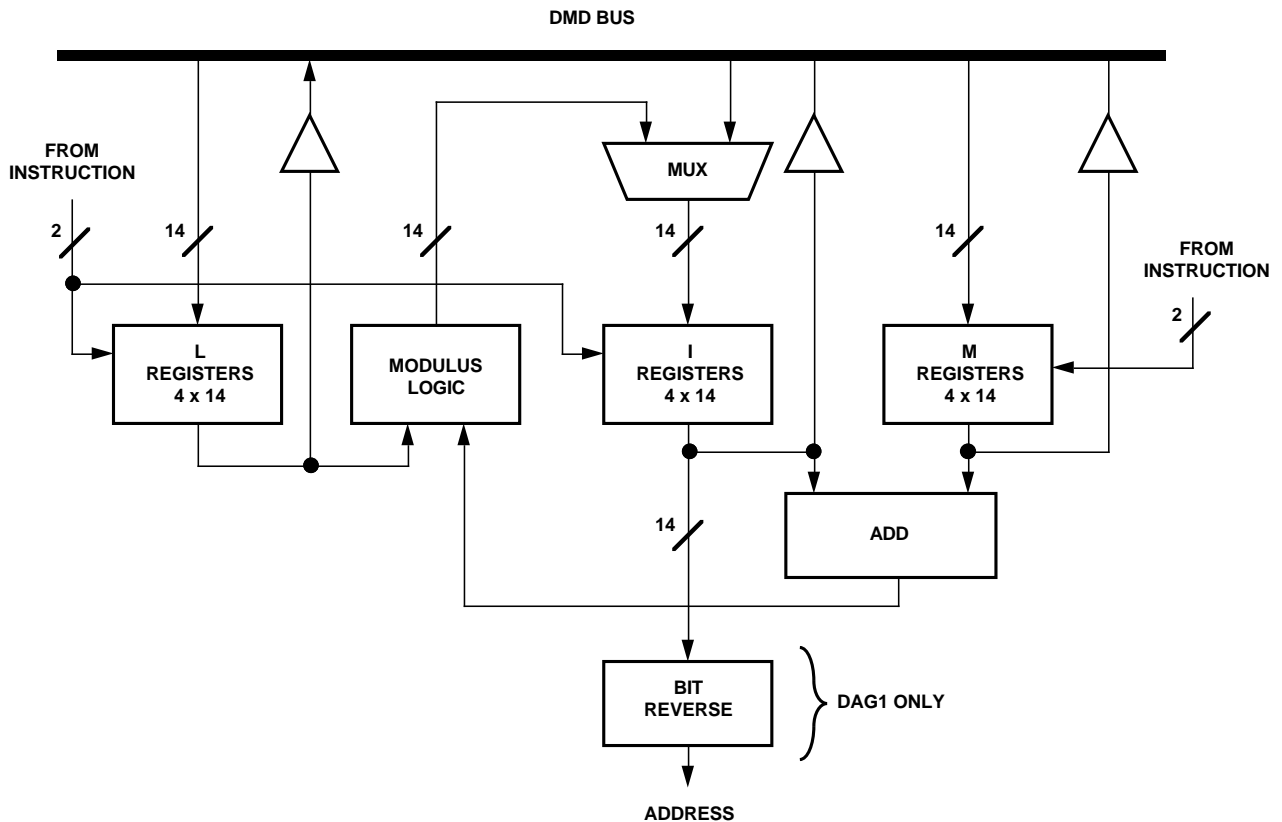 DMD BUS
FROM
INSTRUCTION
MUX
2
14
14
14
14
FROM
INSTRUCTION
2
L
REGISTERS
4 x 14
MODULUS
LOGIC
I
REGISTERS
4 x 14
M
REGISTERS
4 x 14
14
ADD
BIT
REVERSE
DAG1 ONLY
ADDRESS